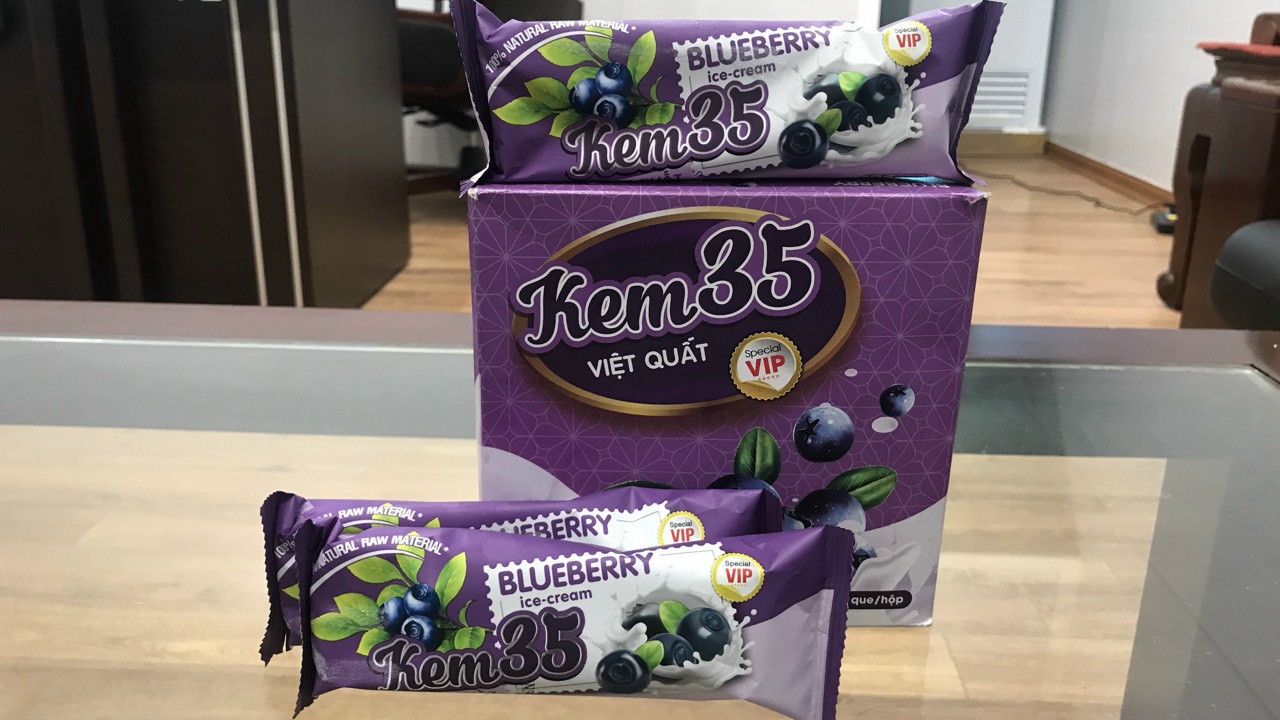 100% NATURAL RAW MATERIAL*
BLUEBERRY
ice-cream
Kem35
Special
VIP
Kem35
VIỆT QUẤT
Special
VIP
que/hộp
RAW MATERIAL*
BLUEBERRY
Special
VIP
NATURAL RAW MATERIAL*
BLUEBERRY
ice-cream
Kem35
Special
VIP